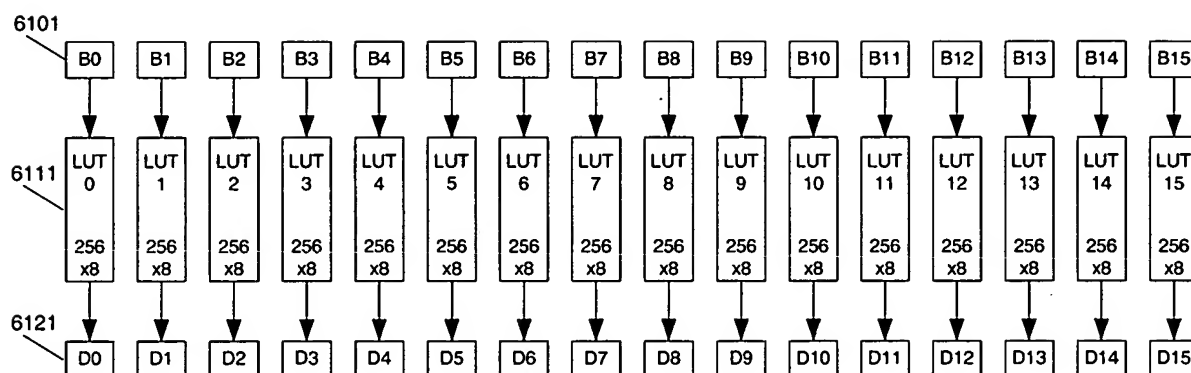 6101
B0 B1 B2 B3 B4 B5 B6 B7 B8 B9 B10 B11 B12 B13 B14 B15
LUT LUT LUT LUT LUT LUT LUT LUT LUT LUT LUT LUT LUT LUT LUT LUT
6111
0 1 2 3 4 5 6 7 8 9 10 11 12 13 14 15
256 256 256 256 256 256 256 256 256 256 256 256 256 256 256 256
x8 x8 x8 x8 x8 x8 x8 x8 x8 x8 x8 x8 x8 x8 x8 x8
6121
D0 D1 D2 D3 D4 D5 D6 D7 D8 D9 D10 D11 D12 D13 D14 D15